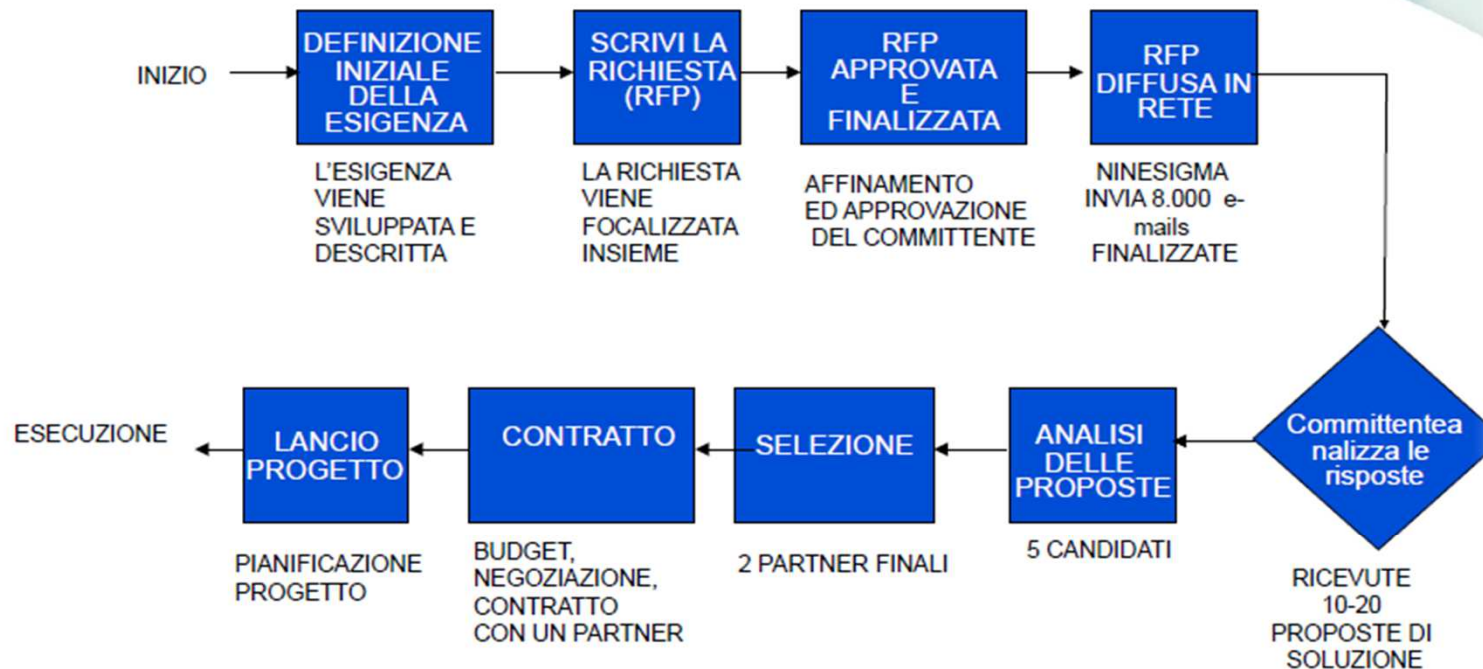 INIZIO
DEFINIZIONE
INIZIALE
DELLA
ESIGENZA
SCRIVI LA
RICHIESTA
(RFP)
RFP
APPROVATA
E
FINALIZZATA
RFP
DIFFUSA IN
RETE
L'ESIGENZA
VIENE
SVILUPPATA E
DESCRITTA
LA RICHIESTA
VIENE
FOCALIZZATA
INSIEME
AFFINAMENTO
ED APPROVAZIONE
DEL COMMITTENTE
NINESIGMA
INVIA 8.000 e-
mails
FINALIZZATE
Committentea
nalizza le
risposte
RICEVUTE
10-20
PROPOSTE DI
SOLUZIONE
ANALISI
DELLE
PROPOSTE
5 CANDIDATI
SELEZIONE
2 PARTNER FINALI
CONTRATTO
BUDGET,
NEGOZIAZIONE,
CONTRATTO
CON UN PARTNER
LANCIO
PROGETTO
PIANIFICAZIONE
PROGETTO
ESECUZIONE